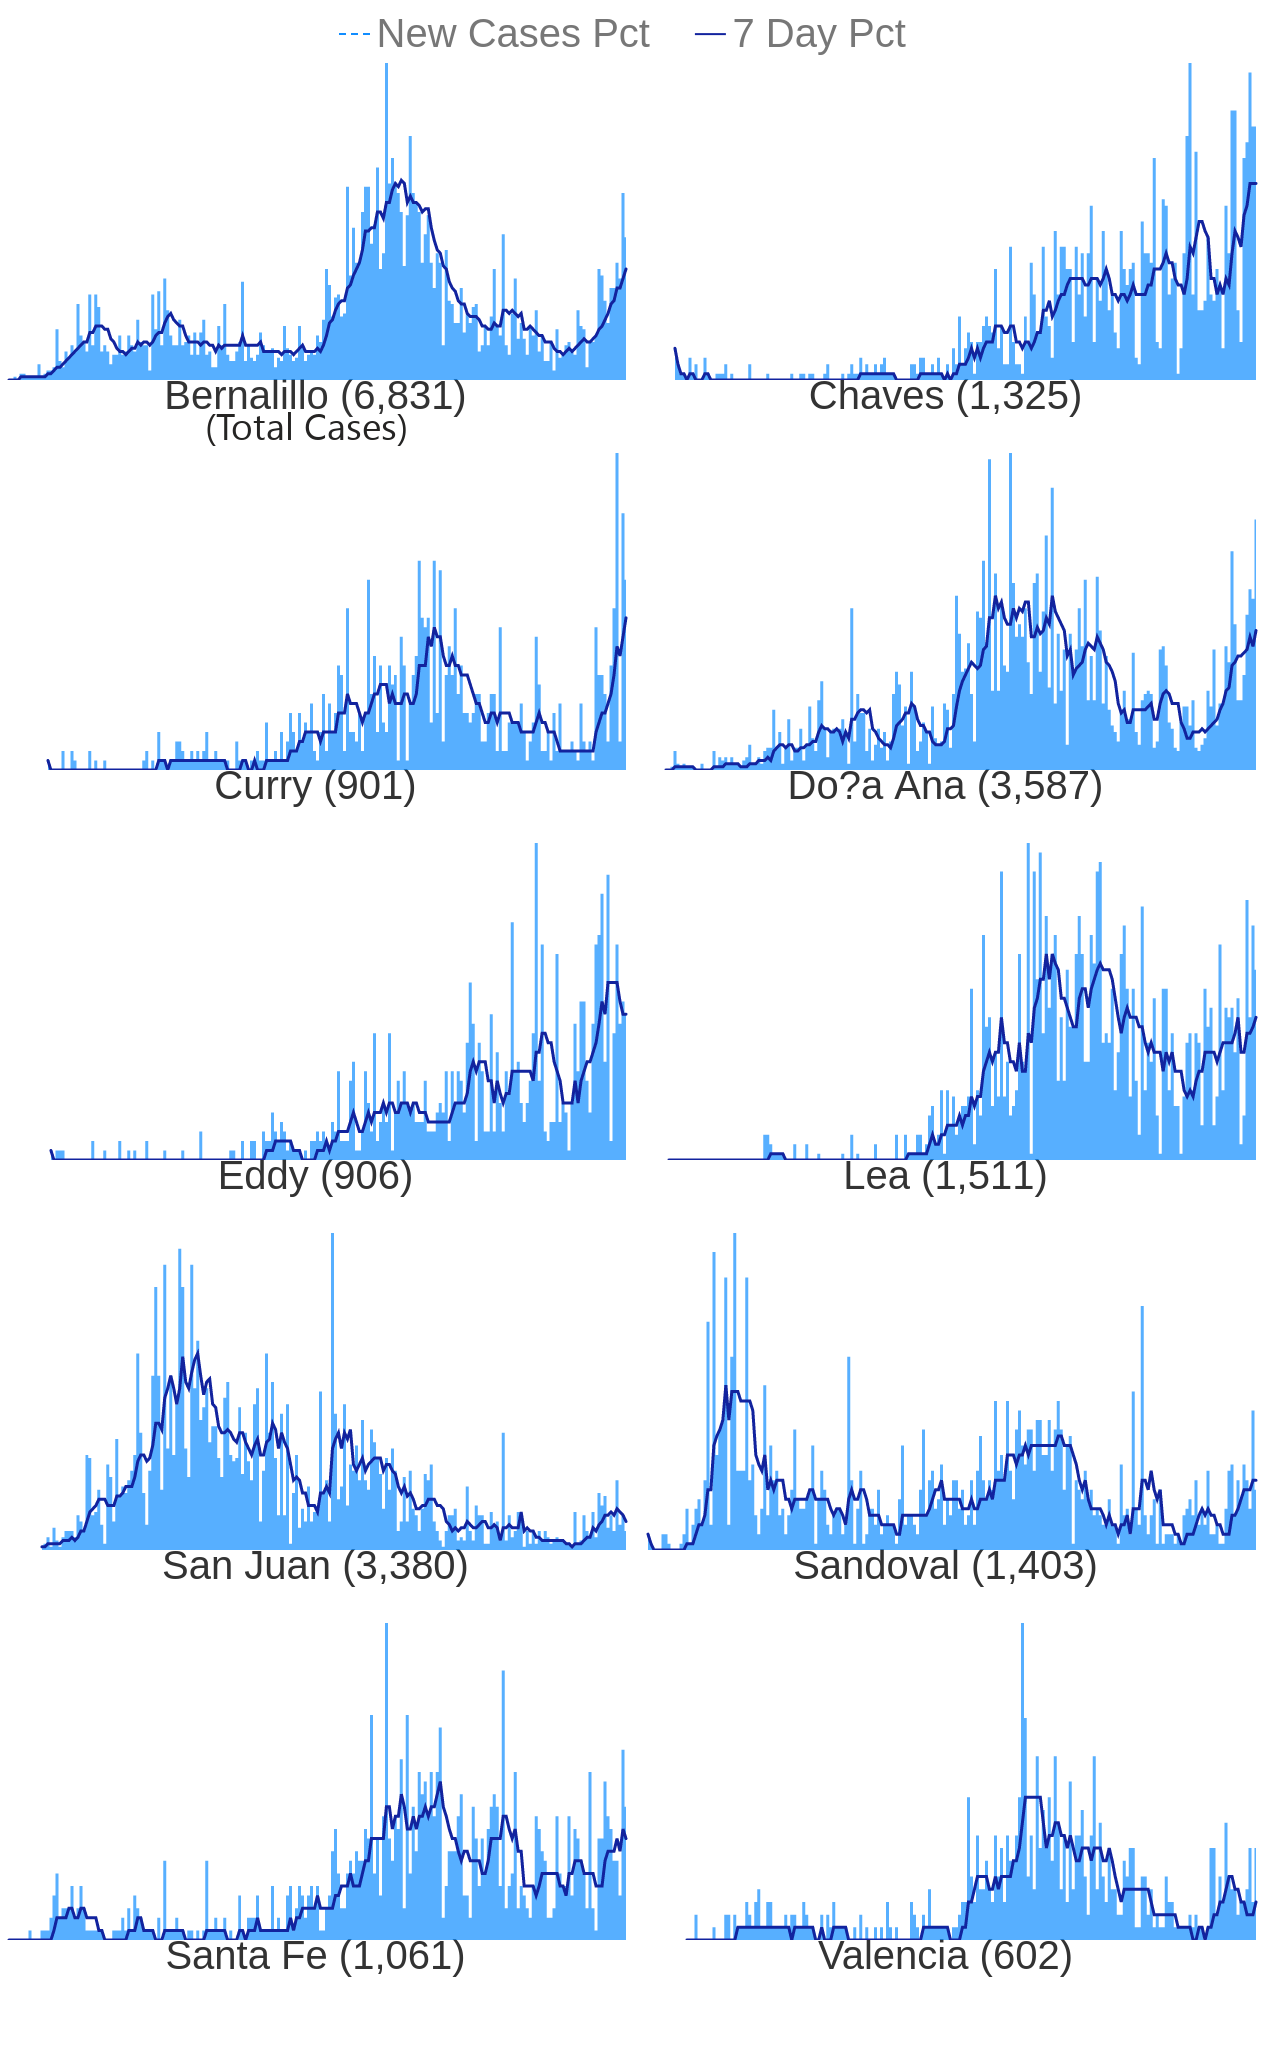 New Cases Pct 7 Day Pct
Bernalillo (6,831) Chaves (1,325)
(Total Cases)
Curry (901) Do?a Ana (3,587)
Eddy (906) Lea (1,511)
San Juan (3,380) Sandoval (1,403)
Santa Fe (1,061) Valencia (602)